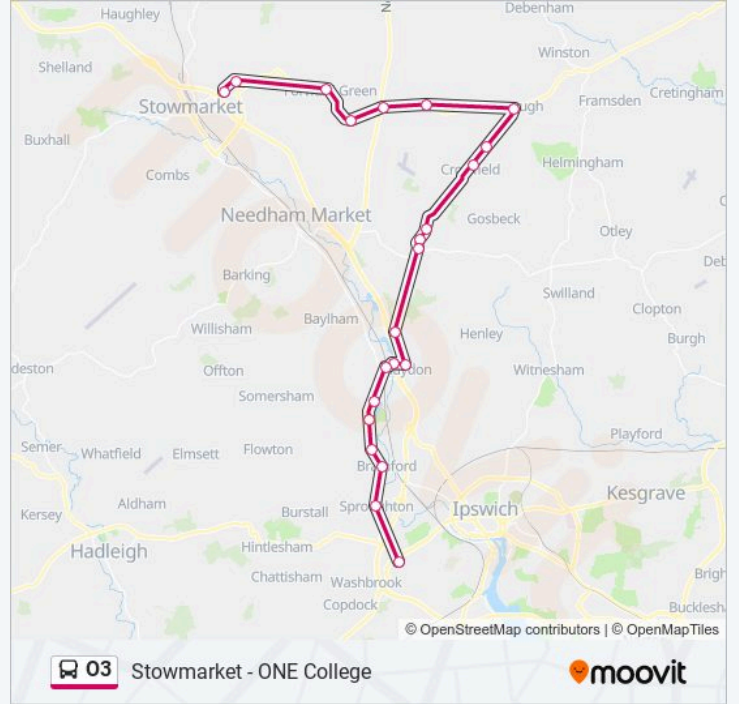 Haughley
Debenham
Winston
Shelland
Green
Framsden
Cretingham
Stowmarket
Buxhall
Helmingham
Combs
Needham Market
Gosbeck
Otley
Barking
Swilland
Baylham
Clopton
Willisham
Henley
Burgh
Offton
Witnesham
Somersham
Playford
Semer
Whatfield
Elmsett
Flowton
Kesgrave
Aldham
Ipswich
Kersey
Burstall
Hadleigh
Hintlesham
Chattisham
Washbrook
Copdock
© OpenStreetMap contributors | © OpenMapTiles
03 Stowmarket - ONE College
moovit